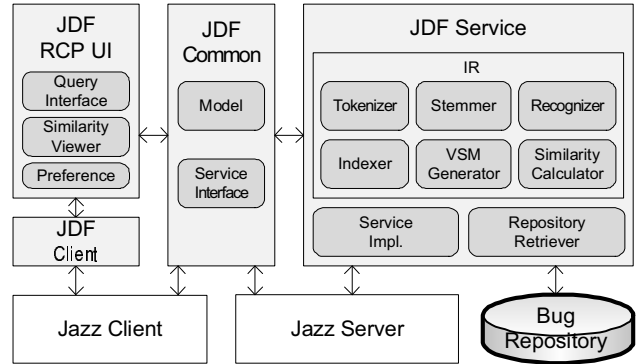 JDF
RCP UI
Query
Interface
Similarity
Viewer
Preference
JDF
Client
JDF
Common
Model
Service
Interface
JDF Service
IR
Tokenizer
Stemmer
Recognizer
Indexer
VSM
Generator
Similarity
Calculator
Service
Impl.
Repository
Retriever
Jazz Client
Jazz Server
Bug
Repository